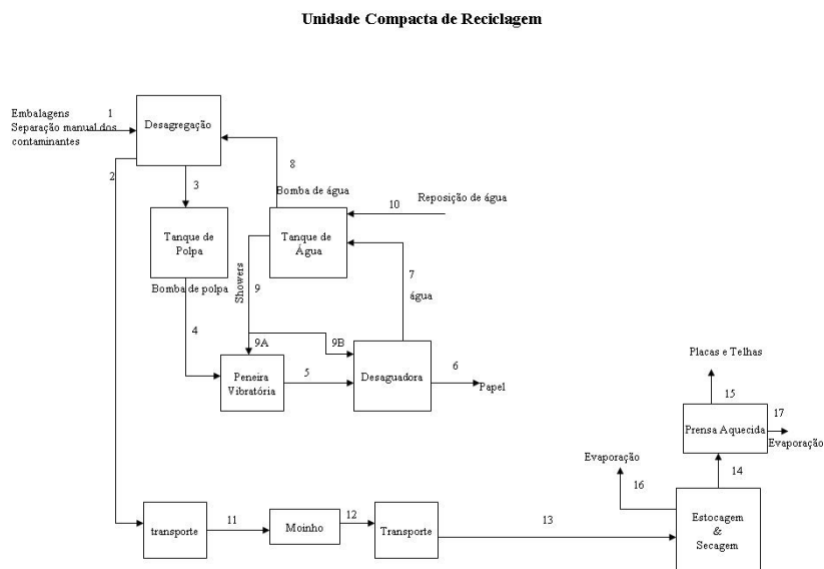 Unidade Compacta de Reciclagem
Embalagens
Separação manual dos
contaminantes
1
Desagregação
2
3
8
Bomba de água
10
Reposição de água
Tanque de
Polpa
Tanque de
Água
Bomba de polpa
Showers
9
7
água
4
9A
9B
Peneira
Vibratória
5
Desaguadora
6
Papel
Placas e Telhas
15
17
Prensa Aquecida
Evaporação
Evaporação
16
14
transporte
11
Moinho
12
Transporte
13
Estocagem
&
Secagem